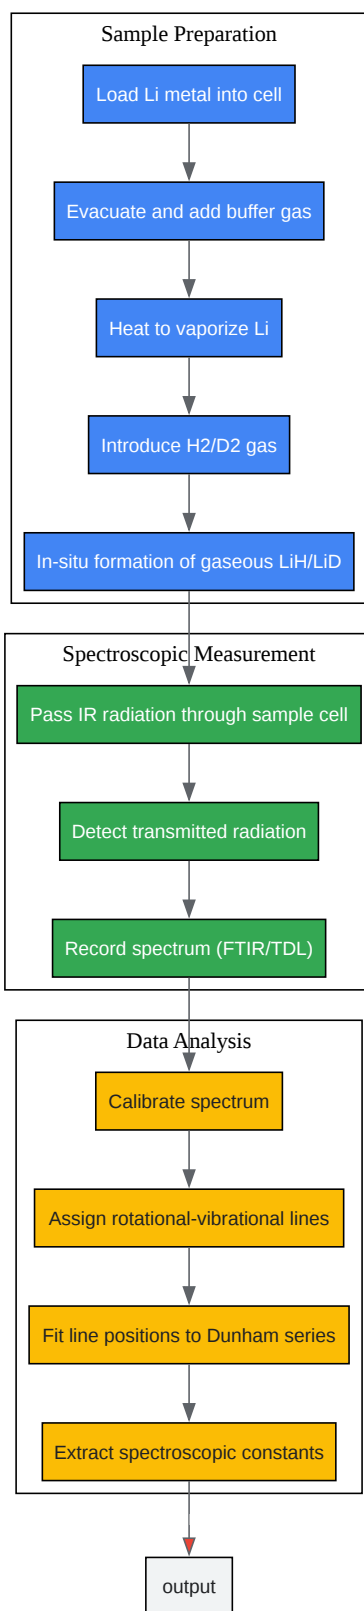 Sample Preparation
Load Li metal into cell
Evacuate and add buffer gas
Heat to vaporize Li
Introduce H2/D2 gas
In-situ formation of gaseous LiH/LiD
Spectroscopic Measurement
Pass IR radiation through sample cell
Detect transmitted radiation
Record spectrum (FTIR/TDL)
Data Analysis
Calibrate spectrum
Assign rotational-vibrational lines
Fit line positions to Dunham series
Extract spectroscopic constants
output